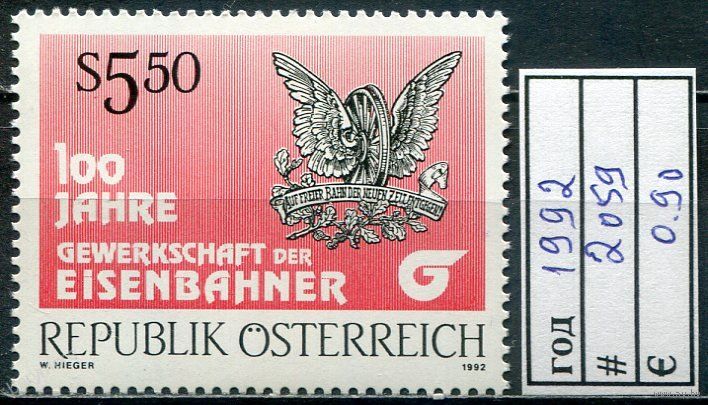 S5.50
100
JAHRE
GEWERKSCHAFT DER
EISENBAHNER
AUF FREIER BAHN DER NEUEN ZEIT
G
REPUBLIK ÖSTERREICH
W. HIEGER 1992
год 1992
# 2059
€ 0.90